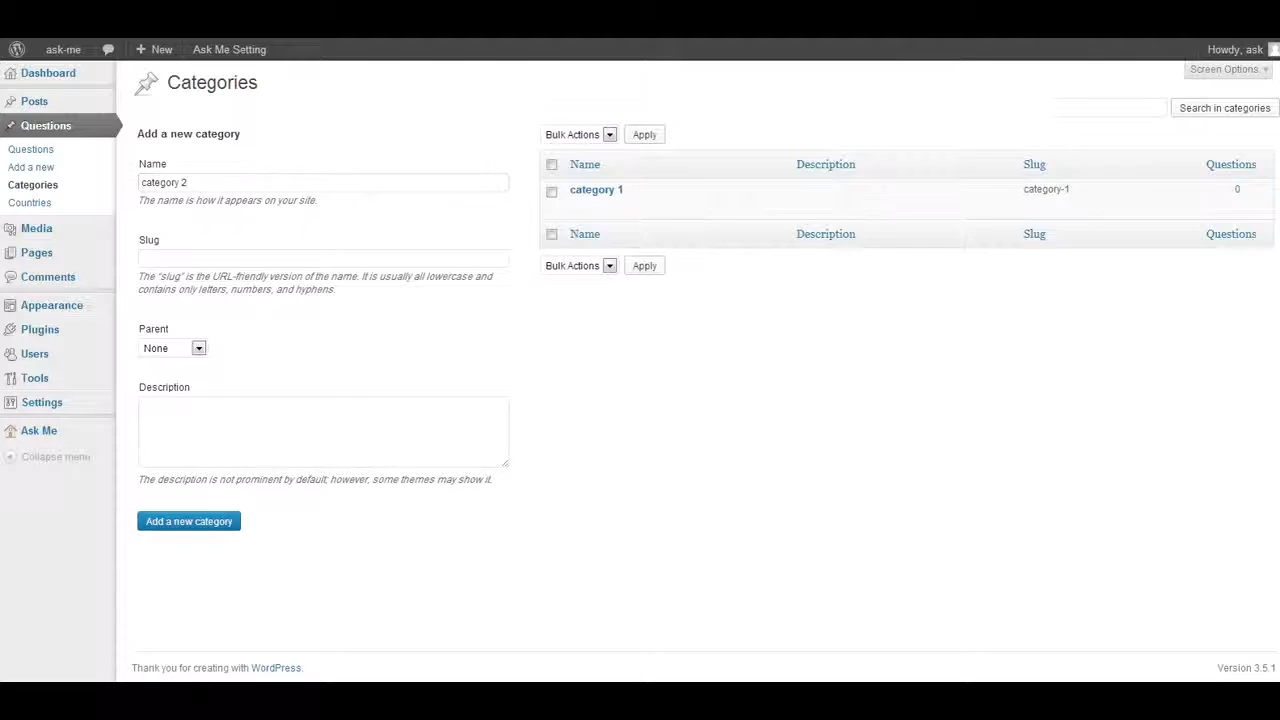 ask-me + New Ask Me Setting Howdy, ask
Dashboard
Posts
Questions
Questions
Add a new
Categories
Countries
Media
Pages
Comments
Appearance
Plugins
Users
Tools
Settings
Ask Me
Collapse menu
Screen Options
Categories
Search in categories
Add a new category
Name
category 2
The name is how it appears on your site.
Slug
The "slug" is the URL-friendly version of the name. It is usually all lowercase and
contains only letters, numbers, and hyphens.
Parent
None
Description
The description is not prominent by default; however, some themes may show it.
Add a new category
Bulk Actions Apply
Name Description Slug Questions
category 1 category-1 0
Name Description Slug Questions
Bulk Actions Apply
Thank you for creating with WordPress. Version 3.5.1